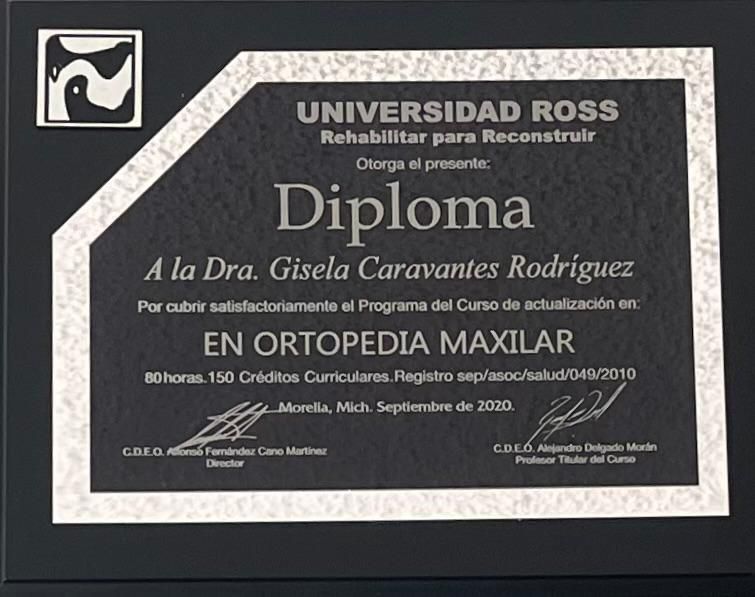 UNIVERSIDAD ROSS
Rehabilitar para Reconstruir
Otorga el presente:
Diploma
A la Dra. Gisela Caravantes Rodríguez
Por cubrir satisfactoriamente el Programa del Curso de actualización en:
EN ORTOPEDIA MAXILAR
80horas.150 Créditos Curriculares.Registro sep/asoc/salud/049/2010
Morelia, Mich. Septiembre de 2020.
C.D.E.O. Alfonso Fernández Cano Martínez
Director
C.D.E.O. Alejandro Delgado Morán
Profesor Titular del Curso